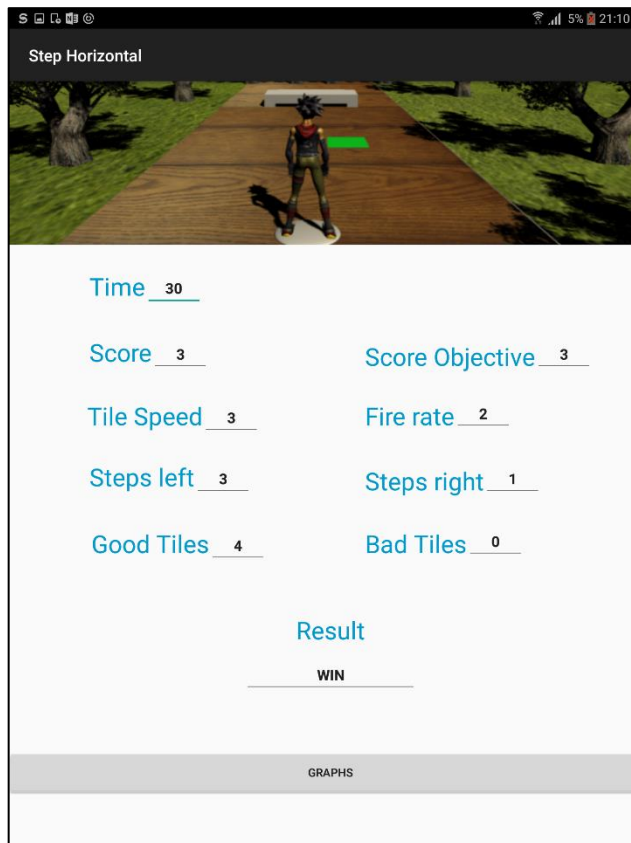 S 5% 21:10
Step Horizontal
Time 30
Score 3 Score Objective 3
Tile Speed 3 Fire rate 2
Steps left 3 Steps right 1
Good Tiles 4 Bad Tiles 0
Result
WIN
GRAPHS